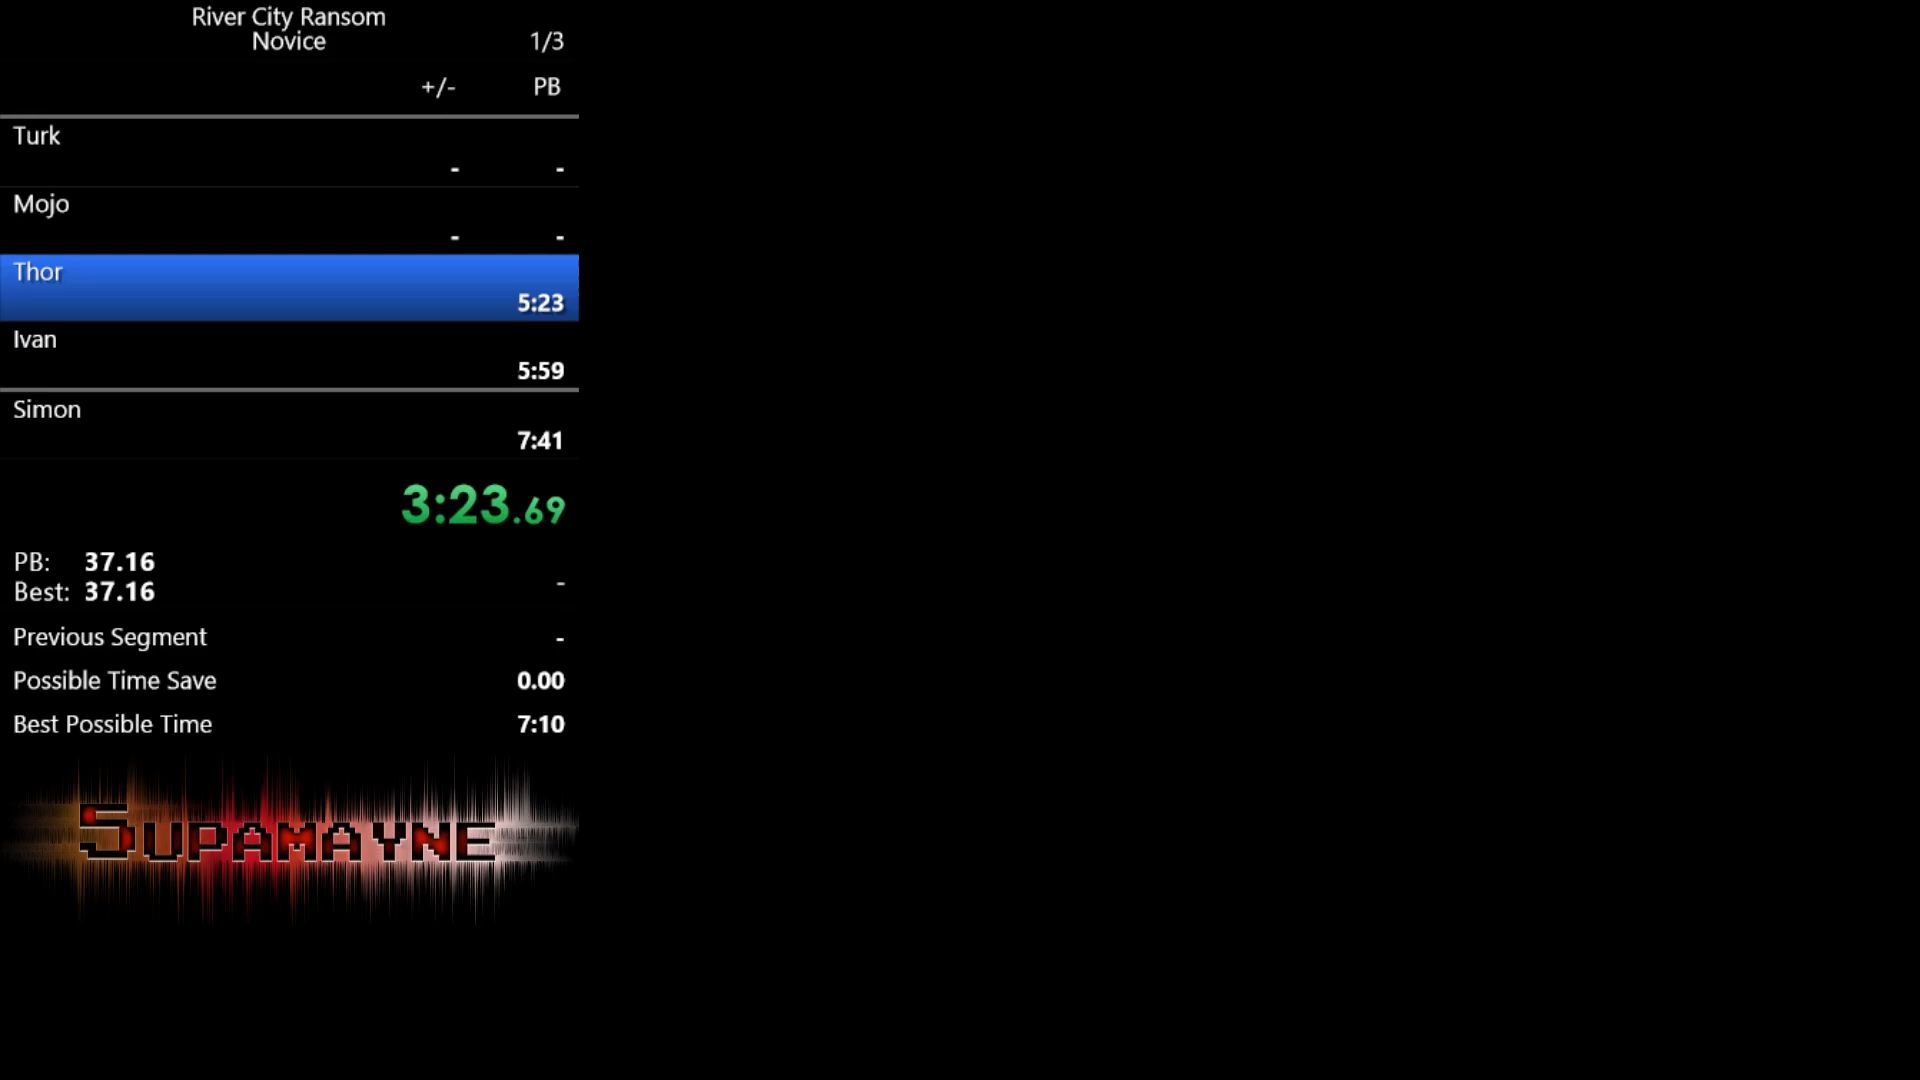 River City Ransom
Novice 1/3
+/- PB
Turk
- -
Mojo
- -
Thor
5:23
Ivan
5:59
Simon
7:41
3:23.69
PB: 37.16
Best: 37.16 -
Previous Segment -
Possible Time Save 0.00
Best Possible Time 7:10
SUPAMAYNE